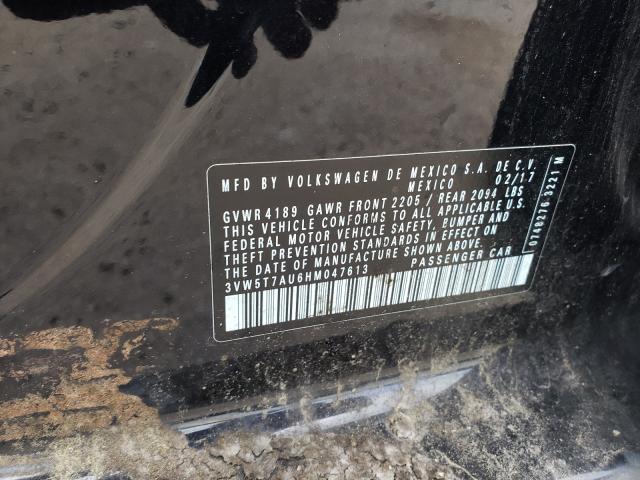 MFD BY VOLKSWAGEN DE MEXICO S.A. DE C.V.
MEXICO 02/17
GVWR 4189 GAWR FRONT 2205 / REAR 2094 LBS
THIS VEHICLE CONFORMS TO ALL APPLICABLE U.S.
FEDERAL MOTOR VEHICLE SAFETY, BUMPER AND
THEFT PREVENTION STANDARDS IN EFFECT ON
THE DATE OF MANUFACTURE SHOWN ABOVE.
3VW5T7AU6HM047613 PASSENGER CAR